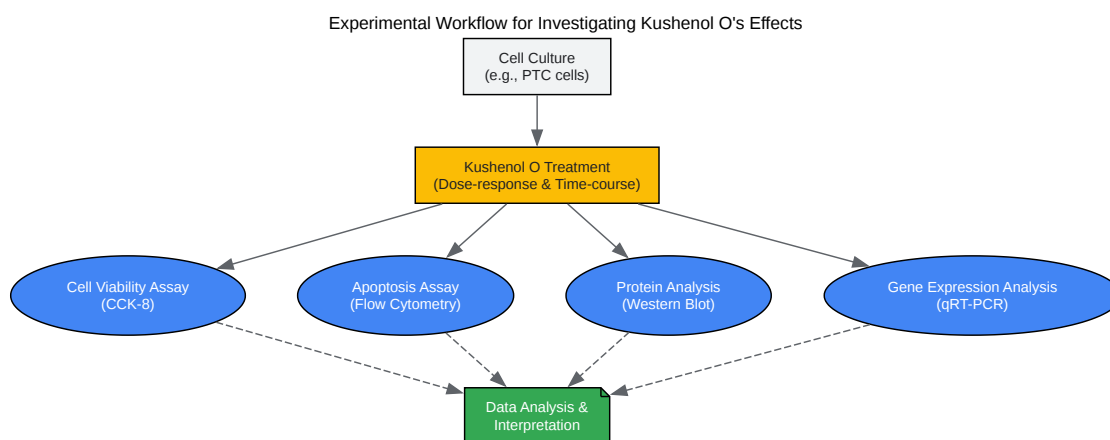 Experimental Workflow for Investigating Kushenol O's Effects
Cell Culture
(e.g., PTC cells)
Kushenol O Treatment
(Dose-response & Time-course)
Cell Viability Assay
(CCK-8)
Apoptosis Assay
(Flow Cytometry)
Protein Analysis
(Western Blot)
Gene Expression Analysis
(qRT-PCR)
Data Analysis &
Interpretation